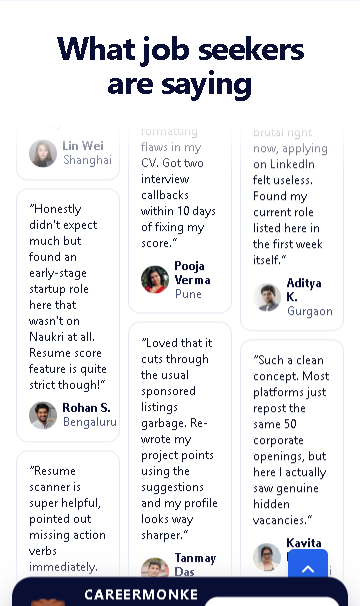 What job seekers
are saying
Lin Wei
Shanghai
"Honestly
didn't expect
much but
found an
early-stage
startup role
here that
wasn't on
Naukri at all.
Resume score
feature is quite
strict though!"
Rohan S.
Bengaluru
"Resume
scanner is
super helpful,
pointed out
missing action
verbs
immediately.
formatting
flaws in my
CV. Got two
interview
callbacks
within 10 days
of fixing my
score."
Pooja
Verma
Pune
"Loved that it
cuts through
the usual
sponsored
listings
garbage. Re-
wrote my
project points
using the
suggestions
and my profile
looks way
sharper."
Tanmay
Das
brutal right
now, applying
on LinkedIn
felt useless.
Found my
current role
listed here in
the first week
itself."
Aditya
K.
Gurgaon
"Such a clean
concept. Most
platforms just
repost the
same 50
corporate
openings, but
here I actually
saw genuine
hidden
vacancies."
Kavita
CAREERMONKE